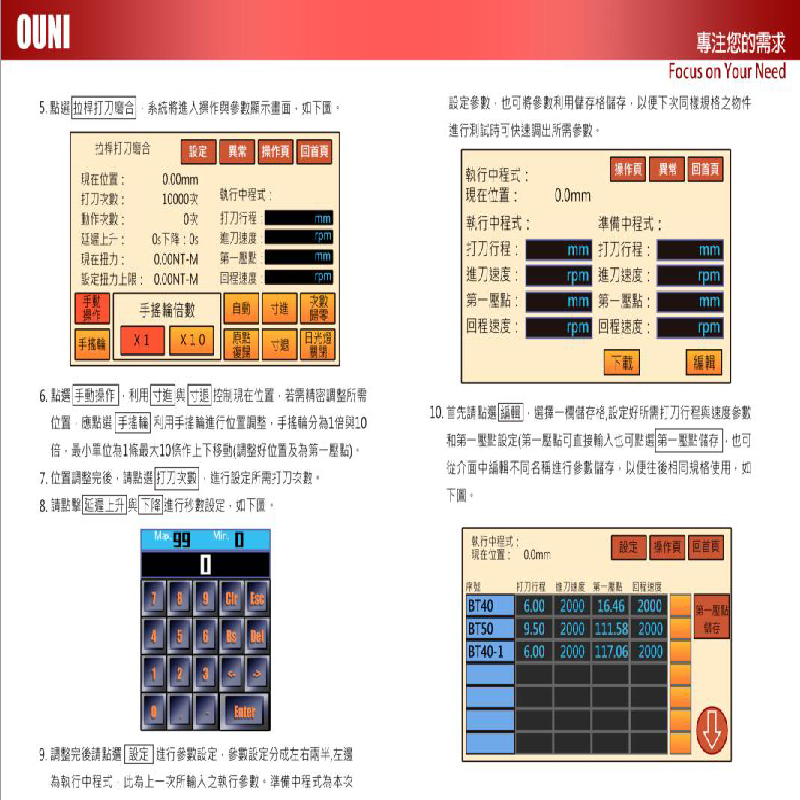 OUNI
專注您的需求
Focus on Your Need
5. 點選 拉桿打刀磨合 , 系統將進入操作與參數顯示畫面, 如下圖。
拉桿打刀磨合 設定 異常 操作頁 回首頁
現在位置: 0.00mm
打刀次數: 10000次 執行中程式:
動作次數: 0次 打刀行程: mm
延遲上升: 0s下降: 0s 進刀速度: rpm
現在扭力: 0.00NT-M 第一壓點: mm
設定扭力上限: 0.00NT-M 回程速度: rpm
手動操作 手搖輪倍數 自動 寸進 次數歸零
手搖輪 X1 X10 原點復歸 寸退 日光燈關閉
6. 點選 手動操作 , 利用 寸進 與 寸退 控制現在位置, 若需精密調整所需
位置, 應點選 手搖輪 利用手搖輪進行位置調整, 手搖輪分為1倍與10
倍, 最小單位為1條最大10條作上下移動(調整好位置及為第一壓點)。
7. 位置調整完後, 請點選 打刀次數 , 進行設定所需打刀次數。
8. 請點擊 延遲上升 與 下降 進行秒數設定, 如下圖。
Max. 99 Min. 0
0
7 8 9 Clr Esc
4 5 6 Bs Del
1 2 3 <- ->
0 . - Enter
9. 調整完後請點選 設定 進行參數設定, 參數設定分成左右兩半,左邊
為執行中程式, 此為上一次所輸入之執行參數。準備中程式為本次
設定參數, 也可將參數利用儲存格儲存, 以便下次同樣規格之物件
進行測試時可快速調出所需參數。
執行中程式: 操作頁 異常 回首頁
現在位置: 0.0mm
執行中程式: 準備中程式:
打刀行程: mm 打刀行程: mm
進刀速度: rpm 進刀速度: rpm
第一壓點: mm 第一壓點: mm
回程速度: rpm 回程速度: rpm
下載 編輯
10. 首先請點選 編輯 , 選擇一欄儲存格,設定好所需打刀行程與速度參數
和第一壓點設定(第一壓點可直接輸入也可點選 第一壓點儲存 , 也可
從介面中編輯不同名稱進行參數儲存, 以便往後相同規格使用, 如
下圖。
執行中程式: 設定 操作頁 回首頁
現在位置: 0.0mm
序號 打刀行程 進刀速度 第一壓點 回程速度
BT40 6.00 2000 16.46 2000
BT50 9.50 2000 111.58 2000
BT40-1 6.00 2000 117.06 2000
第一壓點
儲存